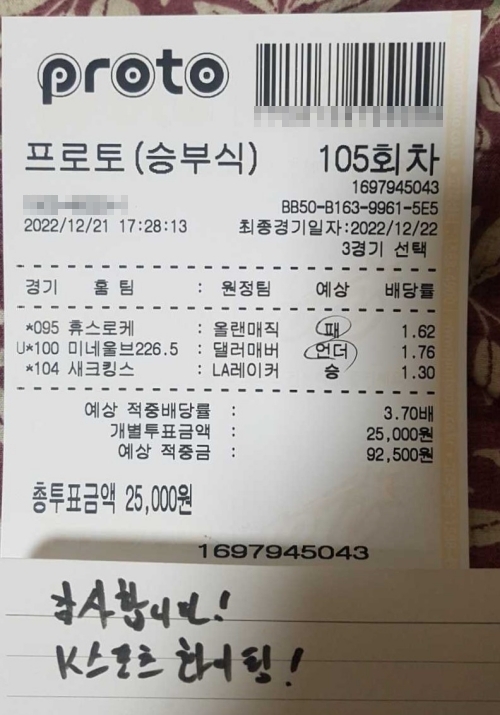 proto
프로토(승부식) 105회차
1697945043
BB50-B163-9961-5E5
2022/12/21 17:28:13 최종경기일자:2022/12/22
3경기 선택
경기 홈팀 : 원정팀 예상 배당률
*095 휴스로케 : 올랜매직 패 1.62
U*100 미네울브226.5 : 댈러매버 언더 1.76
*104 새크킹스 : LA레이커 승 1.30
예상 적중배당률 : 3.70배
개별투표금액 : 25,000원
예상 적중금 : 92,500원
총투표금액 25,000원
1697945043
감사합니다!
K스포츠 화이팅!